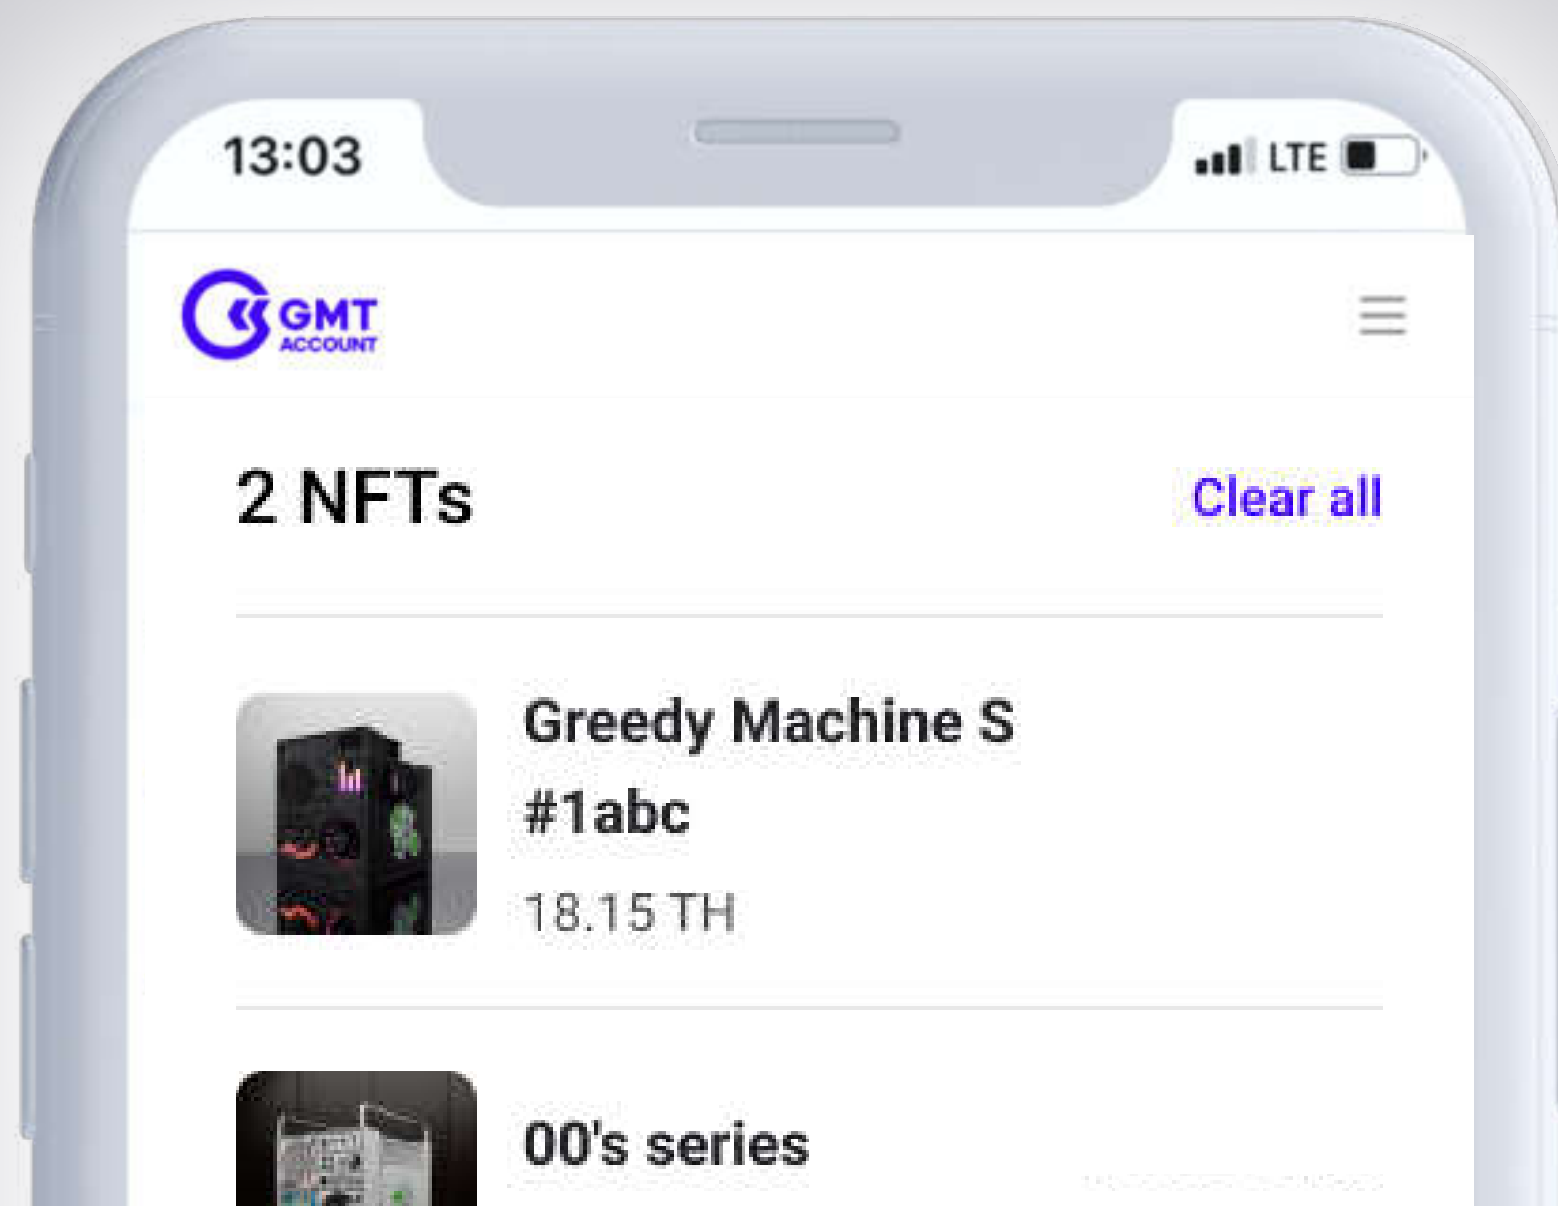 13:03
LTE
GMT
ACCOUNT
2 NFTs
Clear all
Greedy Machine S
#1abc
18.15 TH
00's series